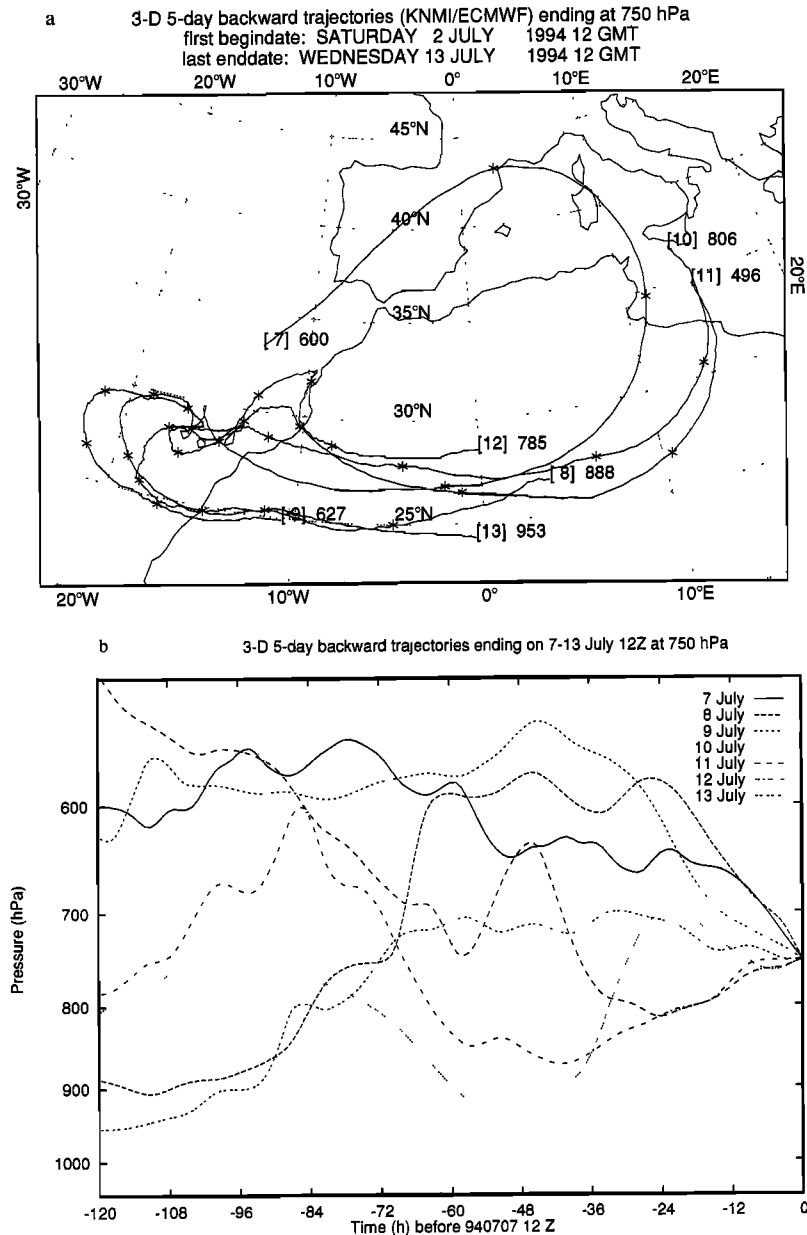 a
3-D 5-day backward trajectories (KNMI/ECMWF) ending at 750 hPa
first begindate: SATURDAY 2 JULY 1994 12 GMT
last enddate: WEDNESDAY 13 JULY 1994 12 GMT
30°W 20°W 10°W 0° 10°E 20°E
45°N
30°W
40°N
[10] 806
[11] 496
20°E
35°N
[7] 600
30°N
[12] 785
[8] 888
[9] 627
25°N
[13] 953
20°W 10°W 0° 10°E
b
3-D 5-day backward trajectories ending on 7-13 July 12Z at 750 hPa
7 July
8 July
9 July
10 July
11 July
12 July
13 July
600
700
800
900
1000
Pressure (hPa)
-120 -108 -96 -84 -72 -60 -48 -36 -24 -12 0
Time (h) before 940707 12 Z